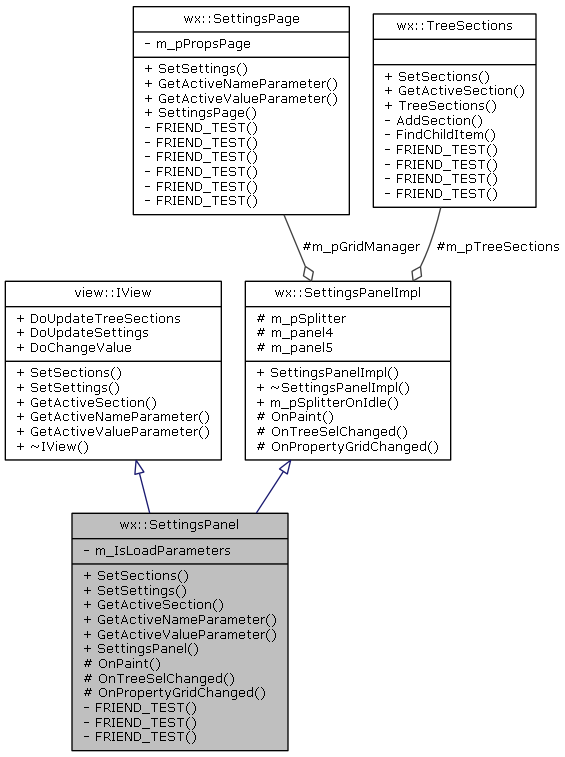 wx::SettingsPage
- m_pPropsPage
+ SetSettings()
+ GetActiveNameParameter()
+ GetActiveValueParameter()
+ SettingsPage()
- FRIEND_TEST()
- FRIEND_TEST()
- FRIEND_TEST()
- FRIEND_TEST()
- FRIEND_TEST()
- FRIEND_TEST()
wx::TreeSections
+ SetSections()
+ GetActiveSection()
+ TreeSections()
- AddSection()
- FindChildItem()
- FRIEND_TEST()
- FRIEND_TEST()
- FRIEND_TEST()
- FRIEND_TEST()
#m_pGridManager
#m_pTreeSections
view::IView
+ DoUpdateTreeSections
+ DoUpdateSettings
+ DoChangeValue
+ SetSections()
+ SetSettings()
+ GetActiveSection()
+ GetActiveNameParameter()
+ GetActiveValueParameter()
+ ~IView()
wx::SettingsPanelImpl
# m_pSplitter
# m_panel4
# m_panel5
+ SettingsPanelImpl()
+ ~SettingsPanelImpl()
+ m_pSplitterOnIdle()
# OnPaint()
# OnTreeSelChanged()
# OnPropertyGridChanged()
wx::SettingsPanel
- m_IsLoadParameters
+ SetSections()
+ SetSettings()
+ GetActiveSection()
+ GetActiveNameParameter()
+ GetActiveValueParameter()
+ SettingsPanel()
# OnPaint()
# OnTreeSelChanged()
# OnPropertyGridChanged()
- FRIEND_TEST()
- FRIEND_TEST()
- FRIEND_TEST()